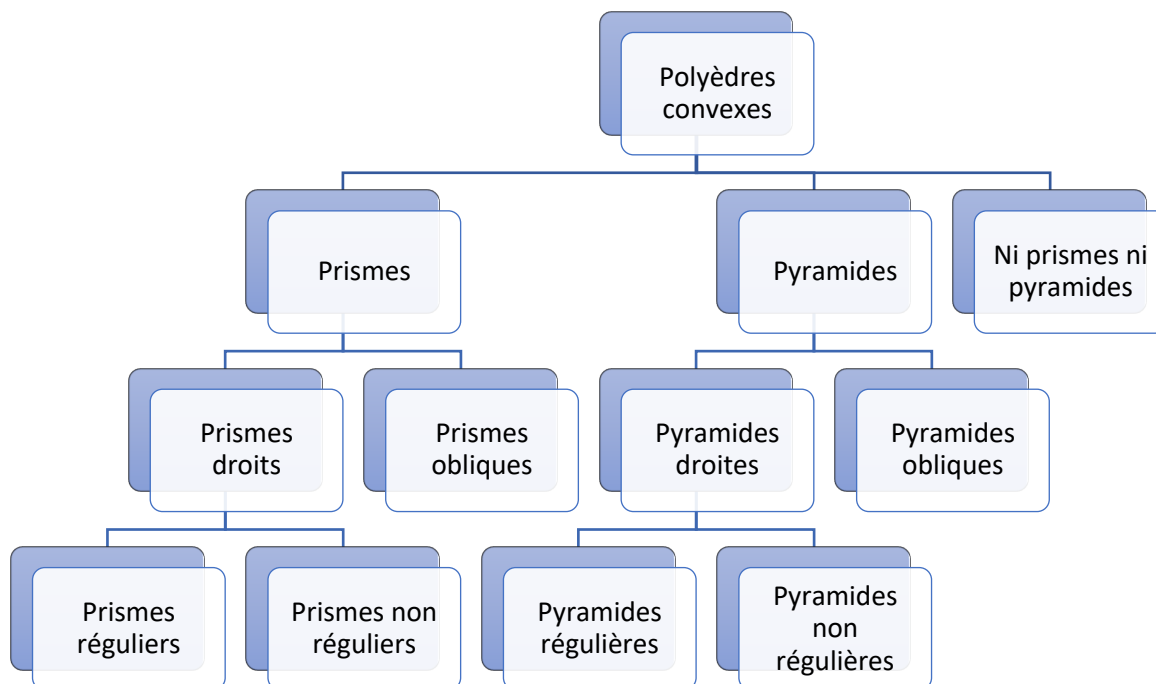 Polyèdres
convexes
Prismes
Pyramides
Ni prismes ni
pyramides
Prismes
droits
Prismes
obliques
Pyramides
droites
Pyramides
obliques
Prismes
réguliers
Prismes non
réguliers
Pyramides
régulières
Pyramides
non
régulières